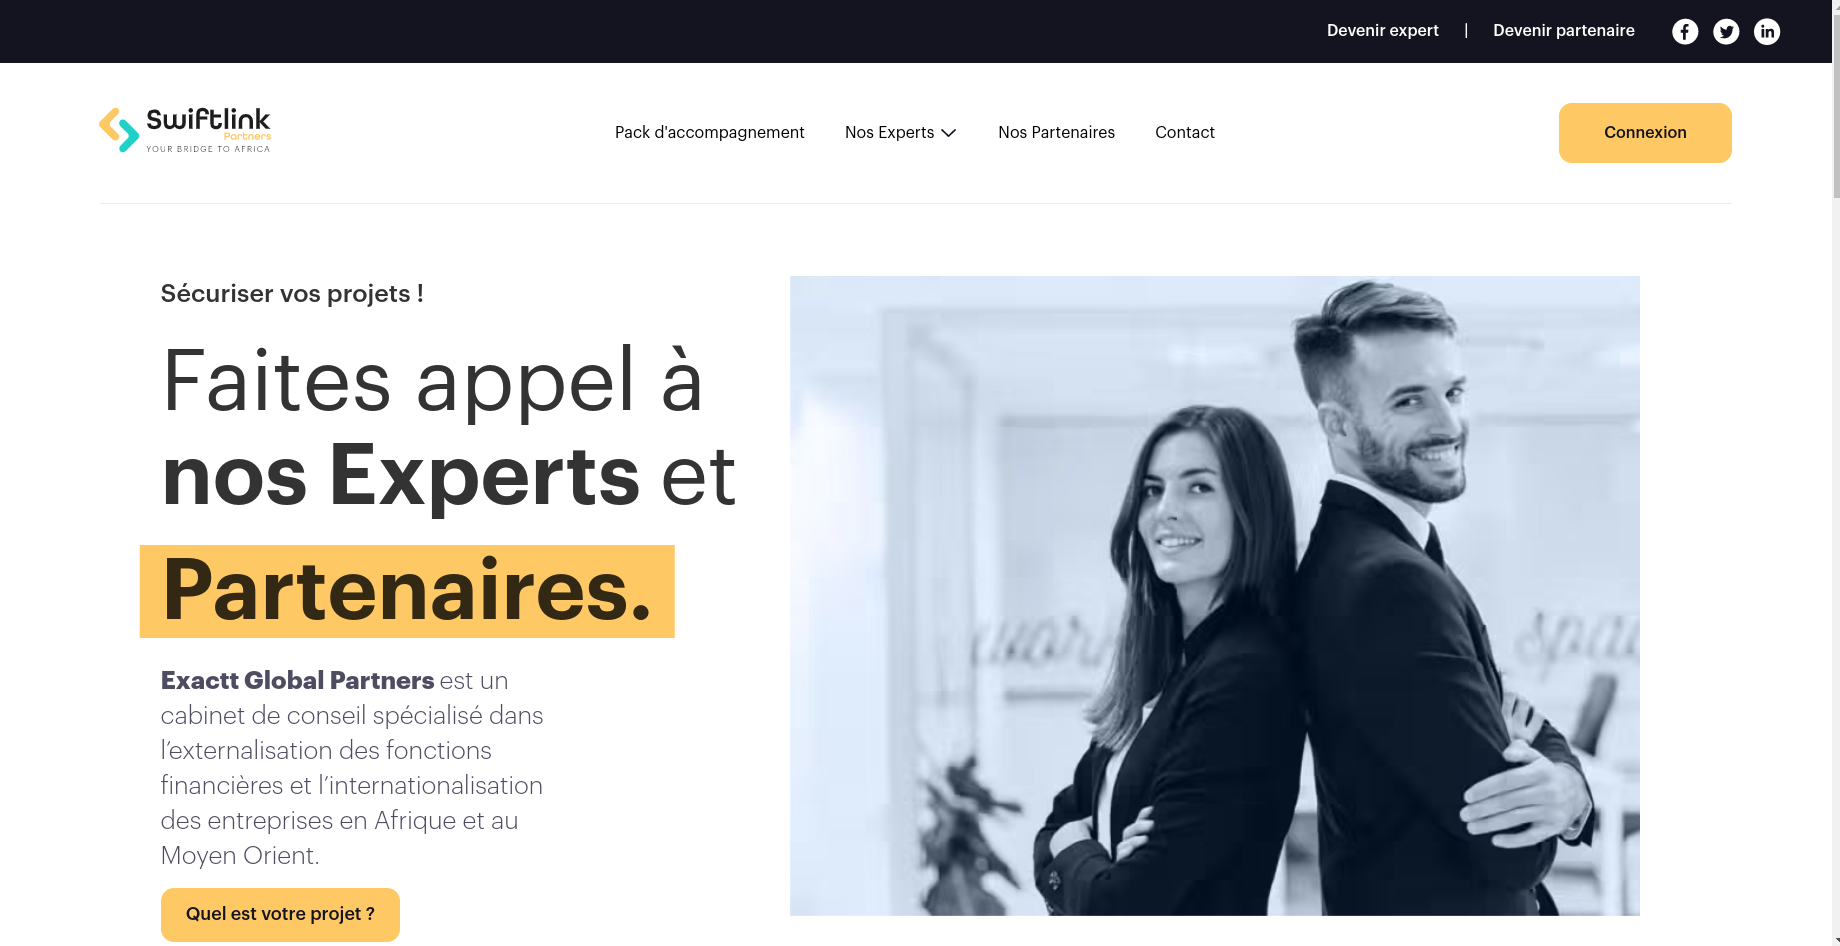 Devenir expert | Devenir partenaire
Swiftlink
Partners
YOUR BRIDGE TO AFRICA
Pack d'accompagnement Nos Experts Nos Partenaires Contact
Connexion
Sécuriser vos projets !
Faites appel à
nos Experts et
Partenaires.
Exactt Global Partners est un
cabinet de conseil spécialisé dans
l’externalisation des fonctions
financières et l’internationalisation
des entreprises en Afrique et au
Moyen Orient.
Quel est votre projet ?
work
spac